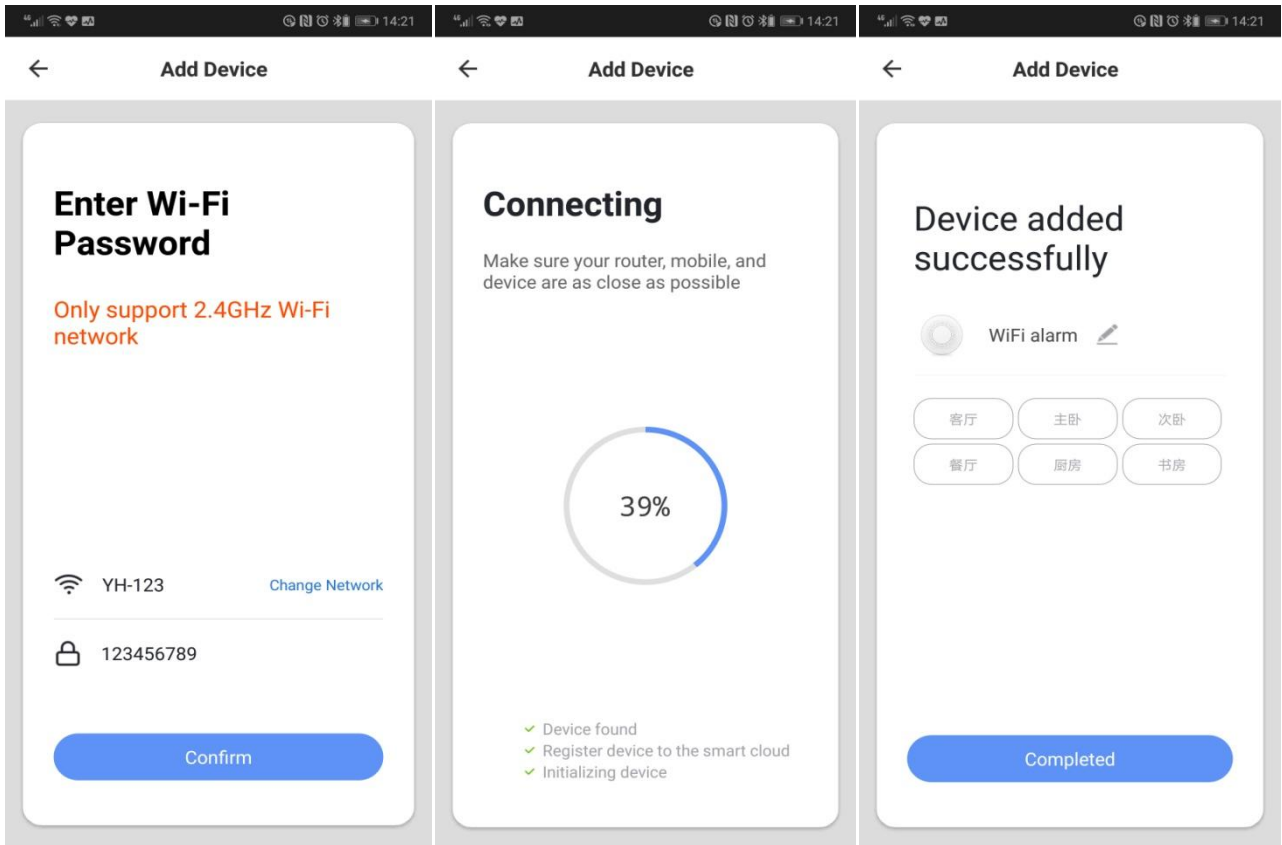 46 14:21
Add Device
Enter Wi-Fi
Password
Only support 2.4GHz Wi-Fi
network
YH-123 Change Network
123456789
Confirm
46 14:21
Add Device
Connecting
Make sure your router, mobile, and
device are as close as possible
39%
Device found
Register device to the smart cloud
Initializing device
46 14:21
Add Device
Device added
successfully
WiFi alarm
客厅 主卧 次卧
餐厅 厨房 书房
Completed